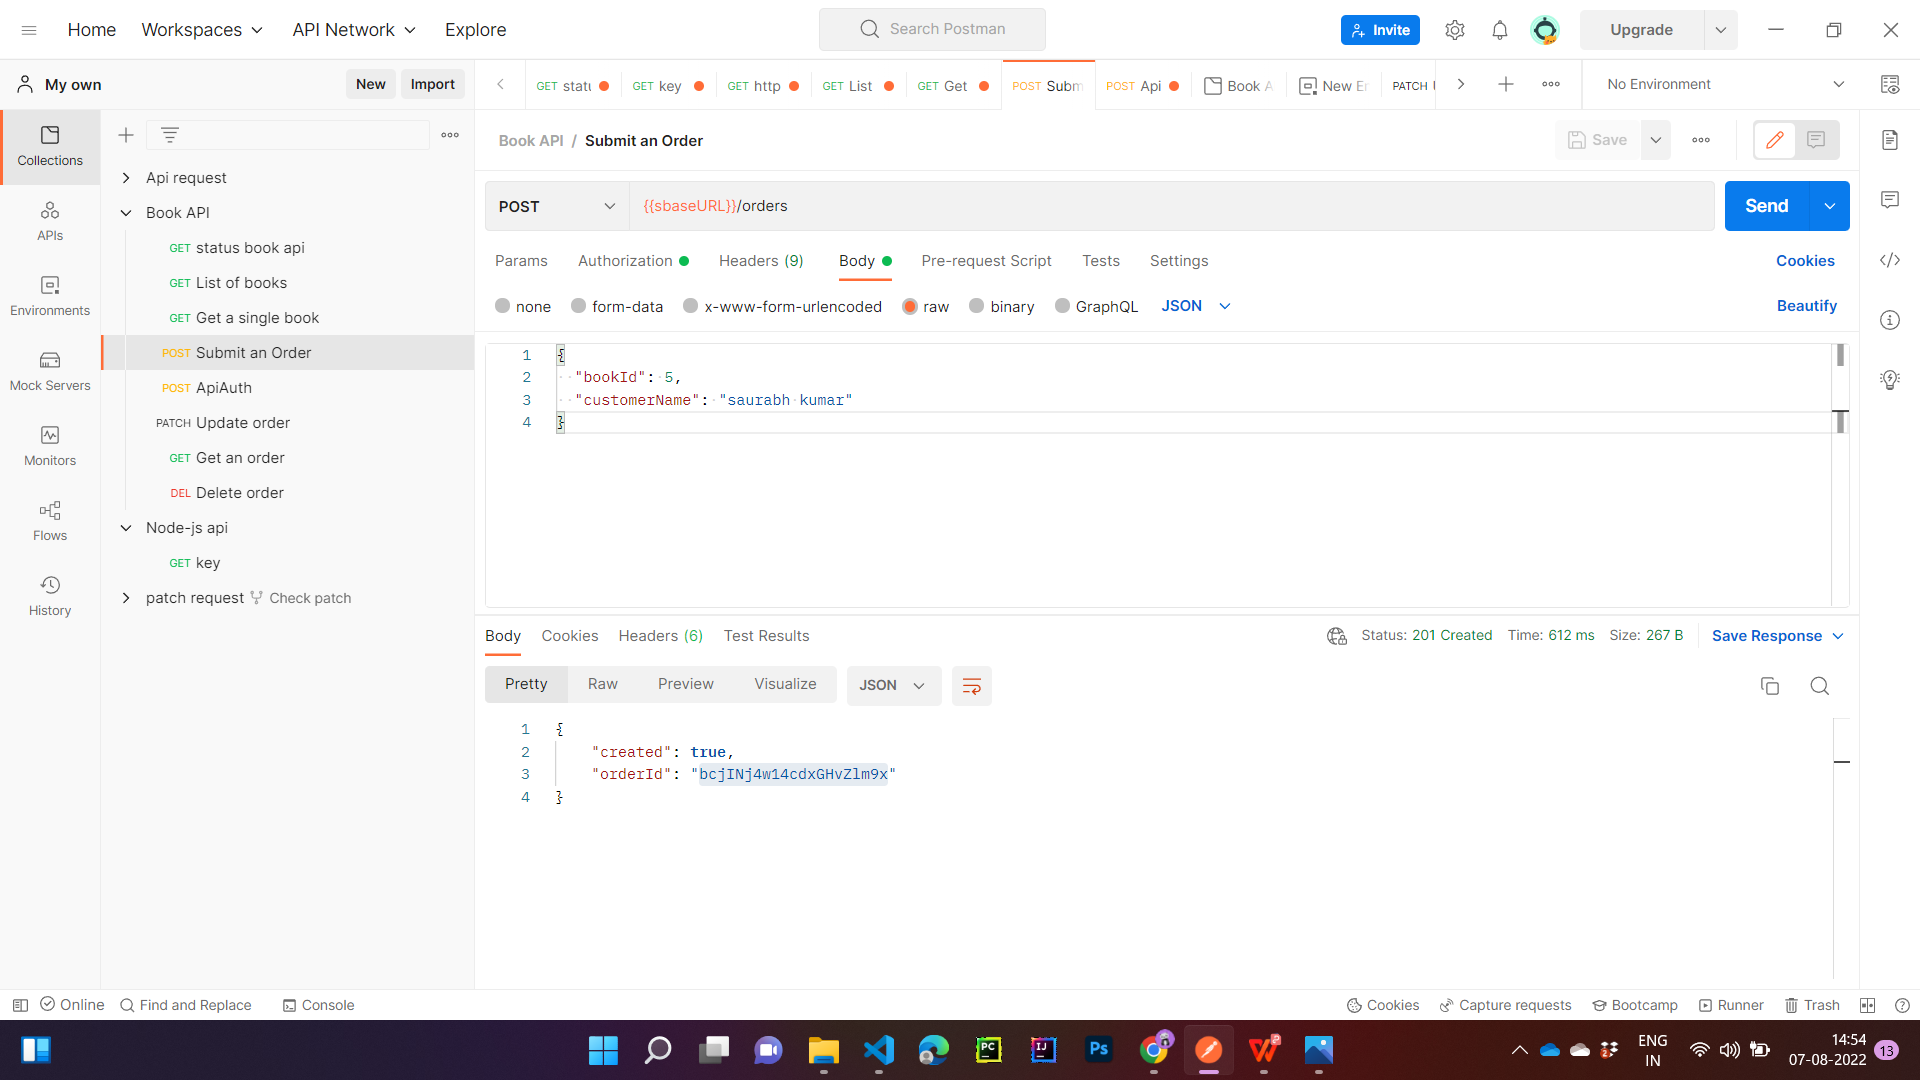 Home Workspaces API Network Explore Search Postman Invite Upgrade
My own New Import GET statu GET key GET http GET List GET Get POST Subm POST Api Book A New En PATCH No Environment
Collections
APIs
Environments
Mock Servers
Monitors
Flows
History
Api request
Book API
GET status book api
GET List of books
GET Get a single book
POST Submit an Order
POST ApiAuth
PATCH Update order
GET Get an order
DEL Delete order
Node-js api
GET key
patch request Check patch
Book API / Submit an Order Save
POST {{sbaseURL}}/orders Send
Params Authorization Headers (9) Body Pre-request Script Tests Settings Cookies
none form-data x-www-form-urlencoded raw binary GraphQL JSON Beautify
1 {
2 "bookId": 5,
3 "customerName": "saurabh kumar"
4 }
Body Cookies Headers (6) Test Results Status: 201 Created Time: 612 ms Size: 267 B Save Response
Pretty Raw Preview Visualize JSON
1 {
2 "created": true,
3 "orderId": "bcjINj4w14cdxGHvZlm9x"
4 }
Online Find and Replace Console Cookies Capture requests Bootcamp Runner Trash
PC IJ Ps ENG
IN
14:54
07-08-2022 13